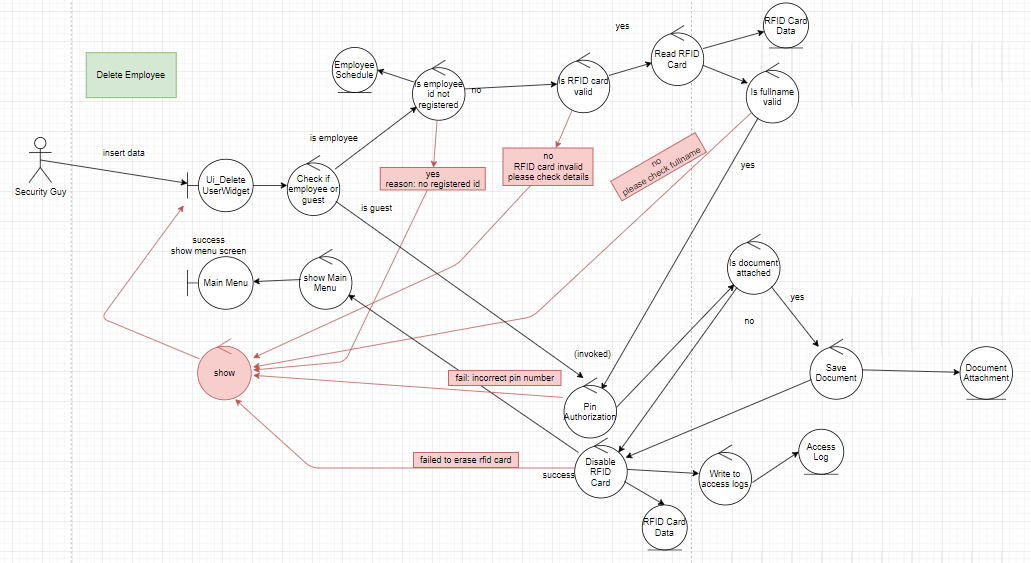 Delete Employee
Employee
Schedule
Is employee
id not
registered
no
Is RFID card
valid
yes
Read RFID
Card
RFID Card
Data
Is fullname
valid
insert data
Security Guy
is employee
Ui_Delete
UserWidget
Check if
employee or
guest
is guest
yes
reason: no registered id
no
RFID card invalid
please check details
no
please check fullname
yes
success
show menu screen
Main Menu
show Main
Menu
Is document
attached
yes
no
show
fail: incorrect pin number
(invoked)
Pin
Authorization
Save
Document
Document
Attachment
failed to erase rfid card
success
Disable
RFID
Card
Write to
access logs
Access
Log
RFID Card
Data